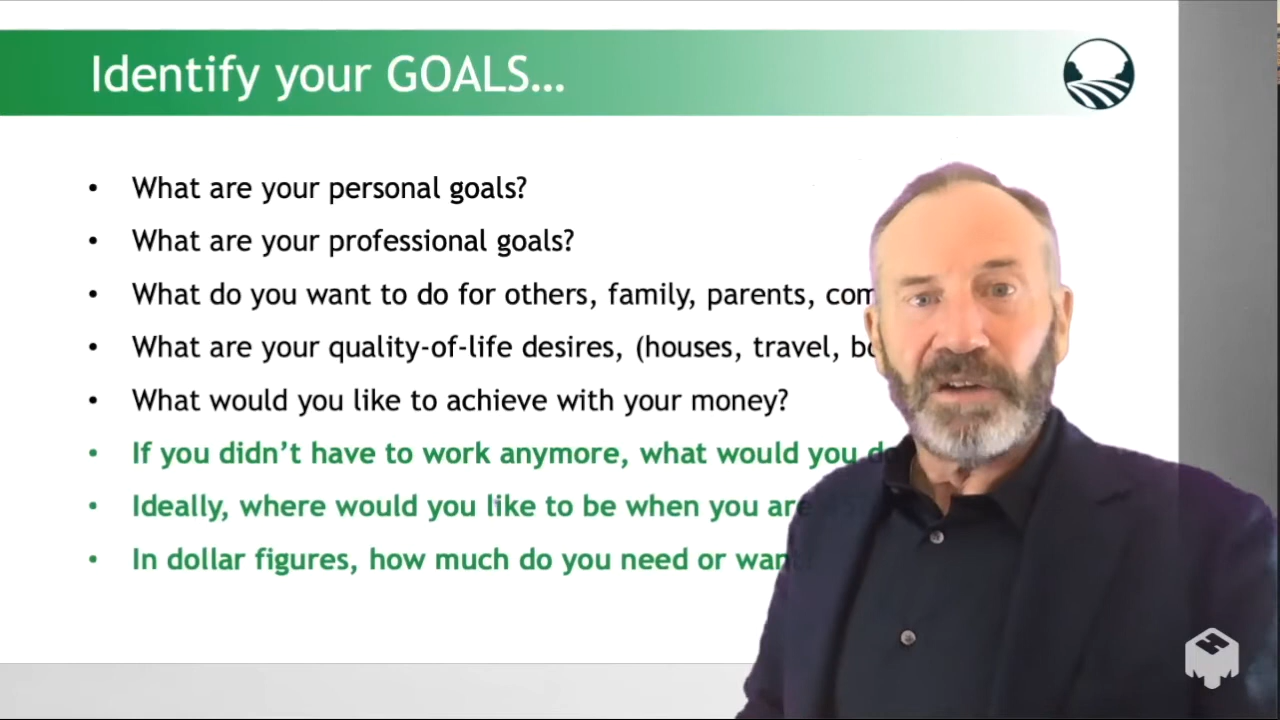 Identify your GOALS...
• What are your personal goals?
• What are your professional goals?
• What do you want to do for others, family, parents,
• What are your quality-of-life desires, (houses, travel,
• What would you like to achieve with your money?
• If you didn’t have to work anymore, what would you do
• Ideally, where would you like to be when you are
• In dollar figures, how much do you need or want